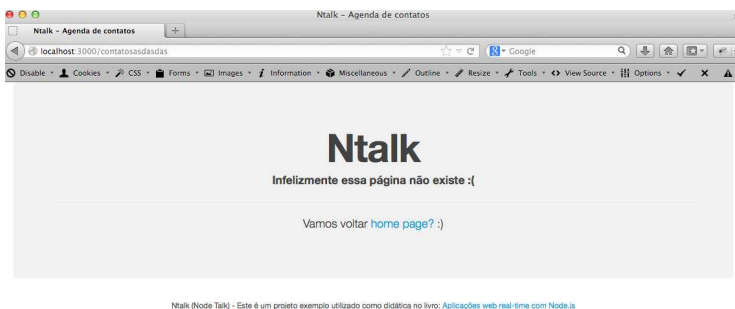 Ntalk - Agenda de contatos
Ntalk - Agenda de contatos
localhost:3000/contatosasdasdas
Google
Disable Cookies CSS Forms Images Information Miscellaneous Outline Resize Tools View Source Options
Ntalk
Infelizmente essa página não existe :(
Vamos voltar home page? :)
Ntalk (Node Talk) - Este é um projeto exemplo utilizado como didática no livro: Aplicações web real-time com Node.js